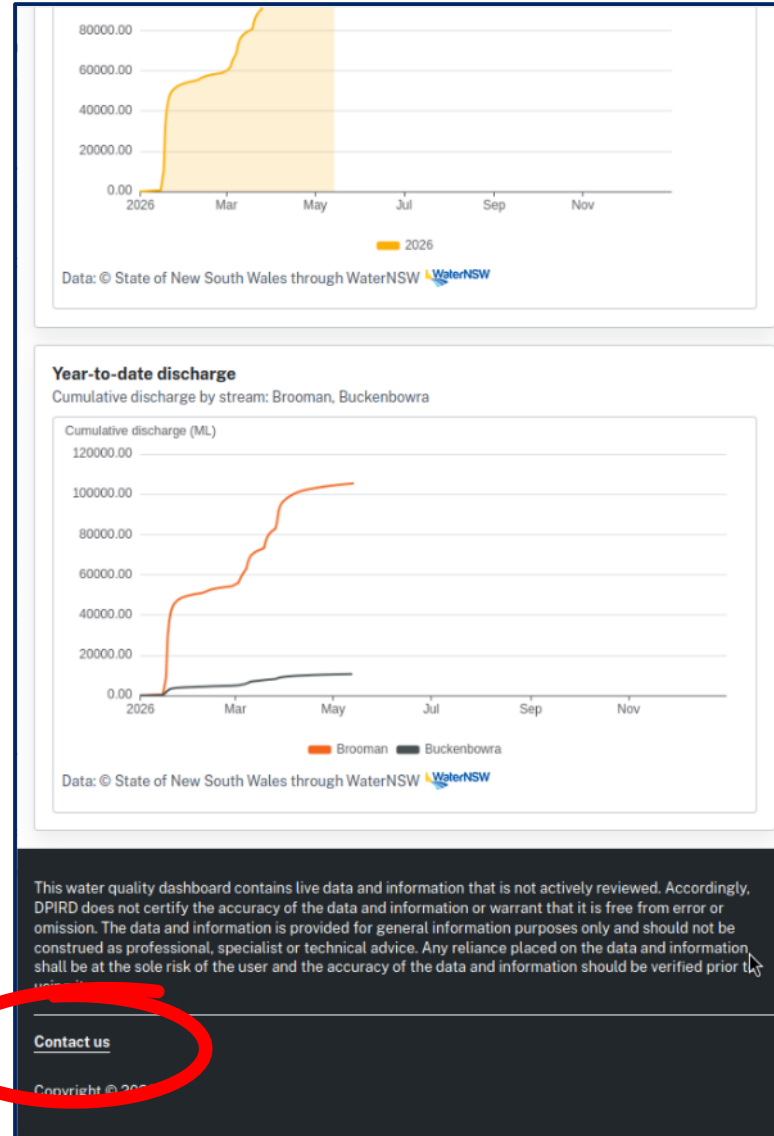 80000.00
60000.00
40000.00
20000.00
0.00
2026 Mar May Jul Sep Nov
2026
Data: © State of New South Wales through WaterNSW WaterNSW
Year-to-date discharge
Cumulative discharge by stream: Brooman, Buckenbowra
Cumulative discharge (ML)
120000.00
100000.00
80000.00
60000.00
40000.00
20000.00
0.00
2026 Mar May Jul Sep Nov
Brooman Buckenbowra
Data: © State of New South Wales through WaterNSW WaterNSW
This water quality dashboard contains live data and information that is not actively reviewed. Accordingly,
DPIRD does not certify the accuracy of the data and information or warrant that it is free from error or
omission. The data and information is provided for general information purposes only and should not be
construed as professional, specialist or technical advice. Any reliance placed on the data and information
shall be at the sole risk of the user and the accuracy of the data and information should be verified prior to
Contact us
Copyright ©